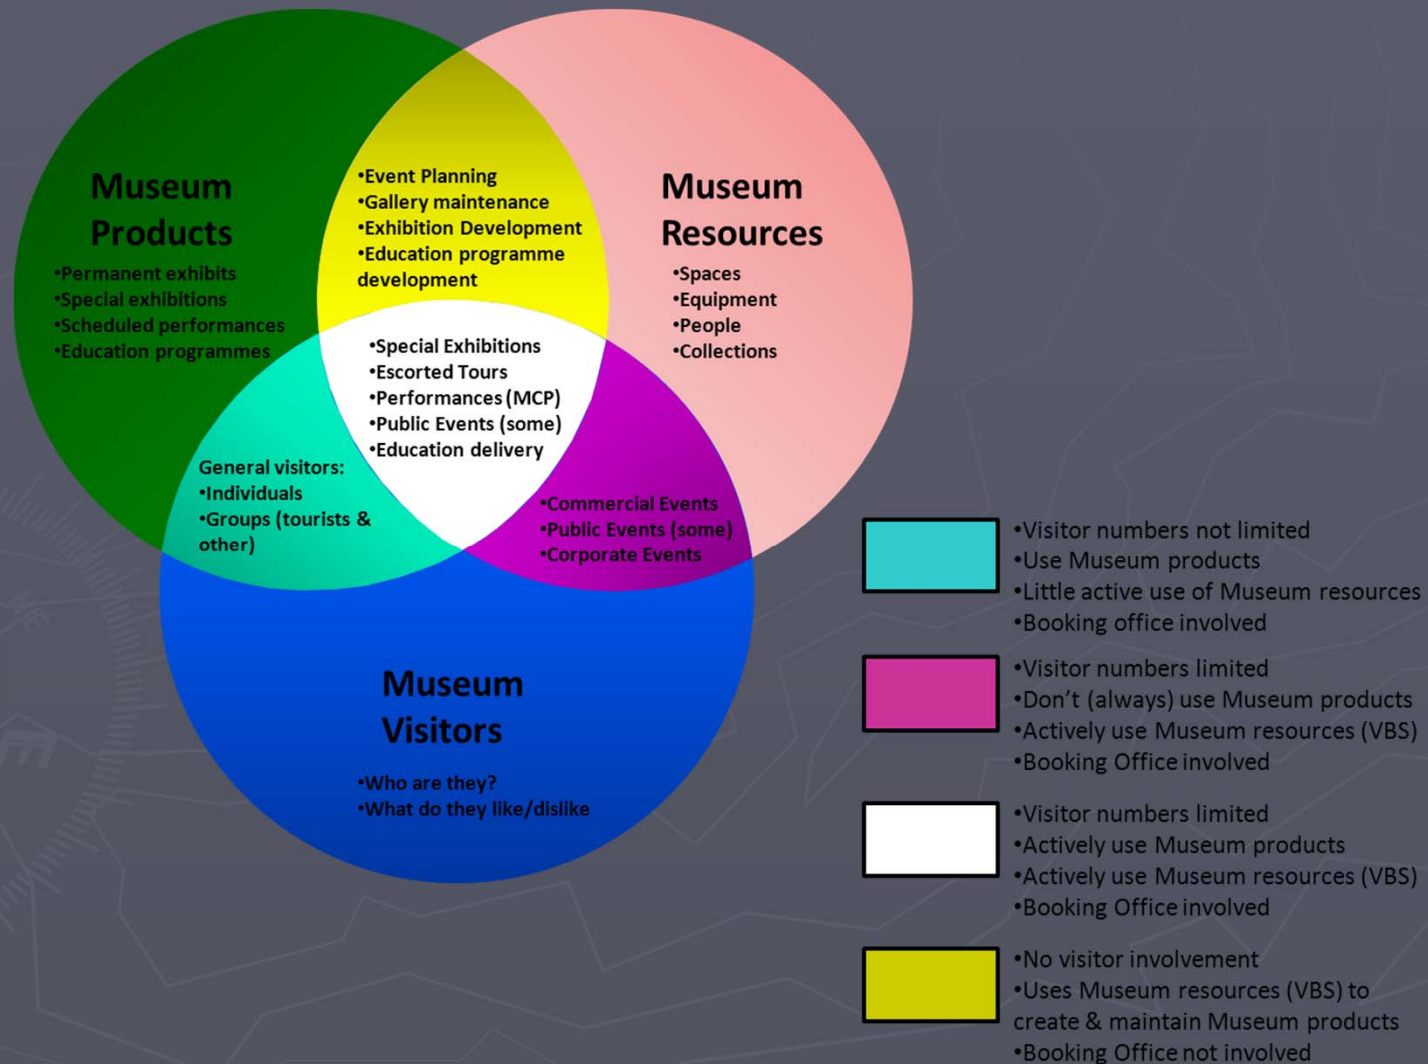 Museum
Products
•Permanent exhibits
•Special exhibitions
•Scheduled performances
•Education programmes
•Event Planning
•Gallery maintenance
•Exhibition Development
•Education programme
development
Museum
Resources
•Spaces
•Equipment
•People
•Collections
•Special Exhibitions
•Escorted Tours
•Performances (MCP)
•Public Events (some)
•Education delivery
General visitors:
•Individuals
•Groups (tourists &
other)
•Commercial Events
•Public Events (some)
•Corporate Events
Museum
Visitors
•Who are they?
•What do they like/dislike
•Visitor numbers not limited
•Use Museum products
•Little active use of Museum resources
•Booking office involved
•Visitor numbers limited
•Don't (always) use Museum products
•Actively use Museum resources (VBS)
•Booking Office involved
•Visitor numbers limited
•Actively use Museum products
•Actively use Museum resources (VBS)
•Booking Office involved
•No visitor involvement
•Uses Museum resources (VBS) to
create & maintain Museum products
•Booking Office not involved